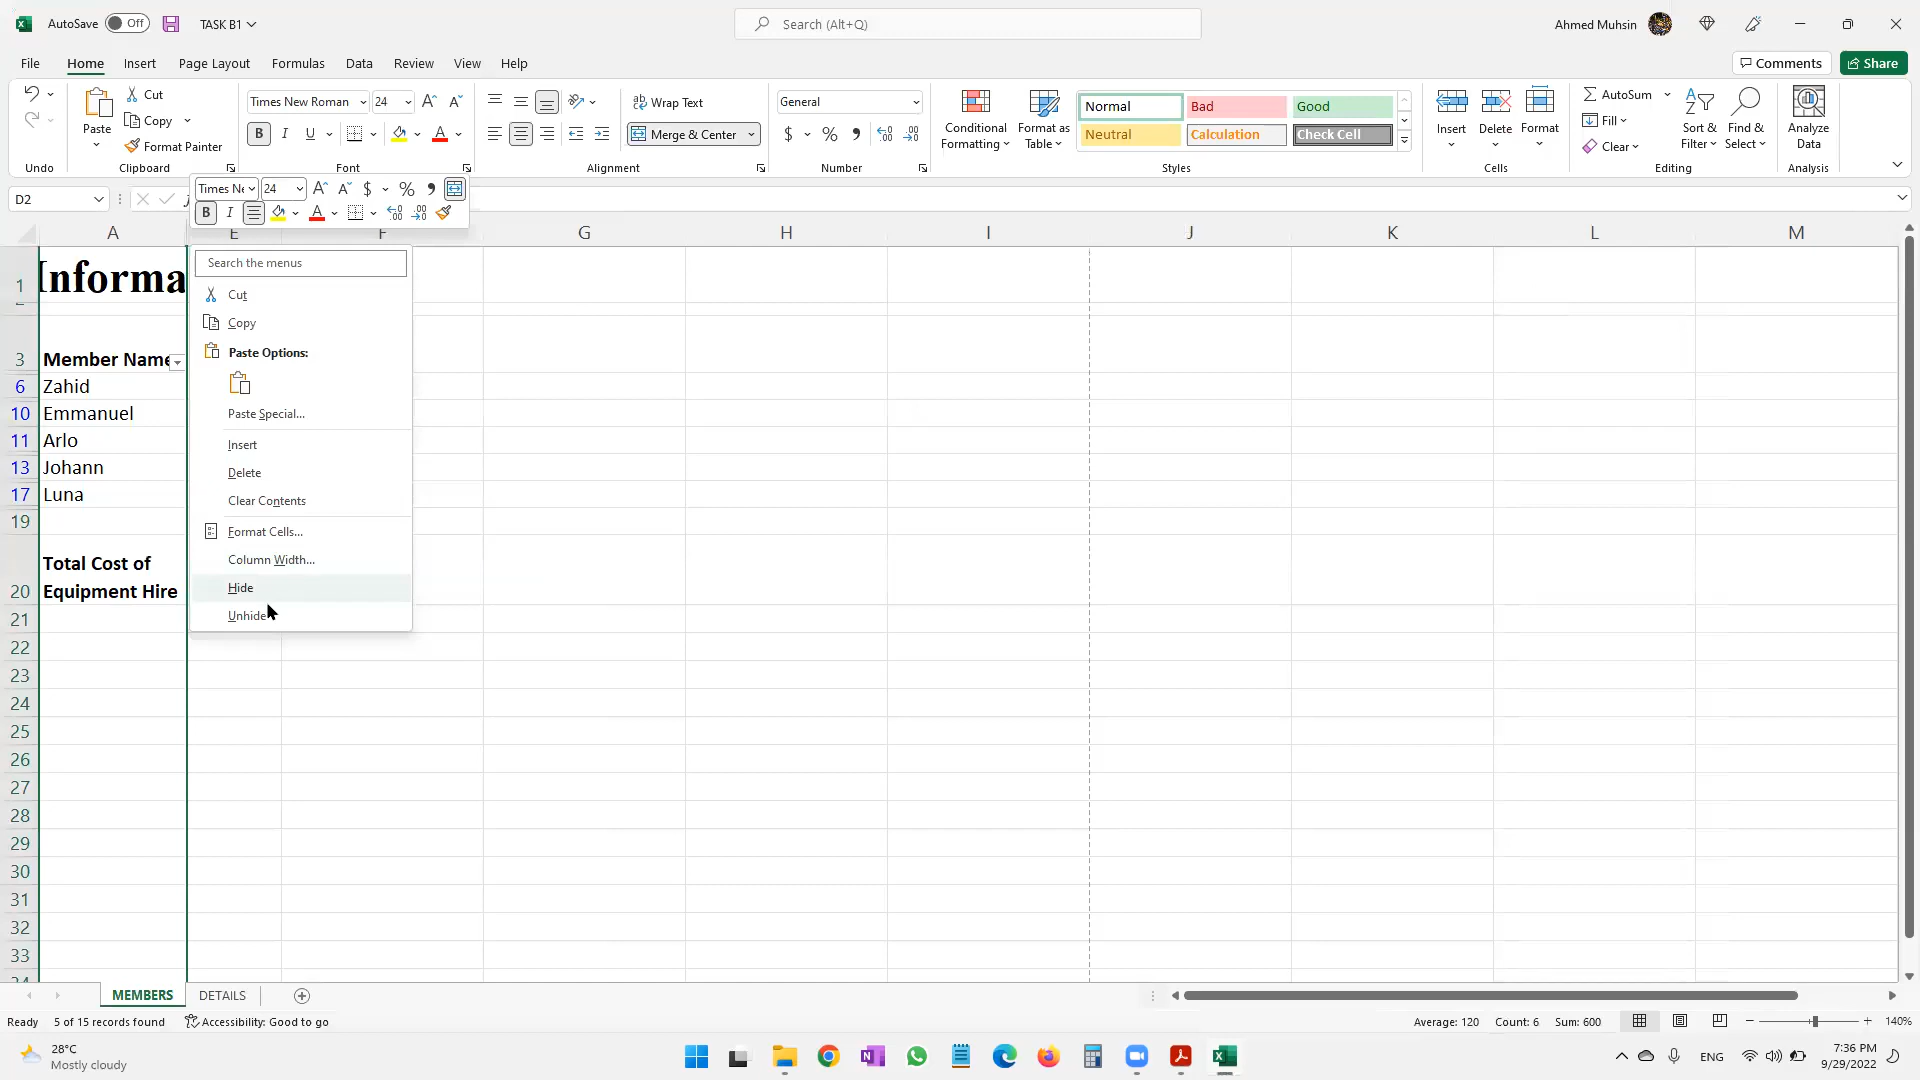 AutoSave Off TASK B1 Search (Alt+Q) Ahmed Muhsin
File Home Insert Page Layout Formulas Data Review View Help Comments Share
Undo
Paste
Cut
Copy
Format Painter
Clipboard
Times New Roman 24
B I U A
Font
Wrap Text
Merge & Center
Alignment
General
$ % ,
Number
Conditional Formatting
Format as Table
Normal Bad Good
Neutral Calculation Check Cell
Styles
Insert Delete Format
Cells
AutoSum
Fill
Clear
Sort & Filter
Find & Select
Editing
Analyze Data
Analysis
D2
Times Ne 24 $ % ,
B I A
A E F G H I J K L M
1 Informa
2
3 Member Name
6 Zahid
10 Emmanuel
11 Arlo
13 Johann
17 Luna
19
Total Cost of
20 Equipment Hire
21
22
23
24
25
26
27
28
29
30
31
32
33
34
Search the menus
Cut
Copy
Paste Options:
Paste Special...
Insert
Delete
Clear Contents
Format Cells...
Column Width...
Hide
Unhide
MEMBERS DETAILS
Ready 5 of 15 records found Accessibility: Good to go Average: 120 Count: 6 Sum: 600 140%
28°C
Mostly cloudy
ENG
7:36 PM
9/29/2022